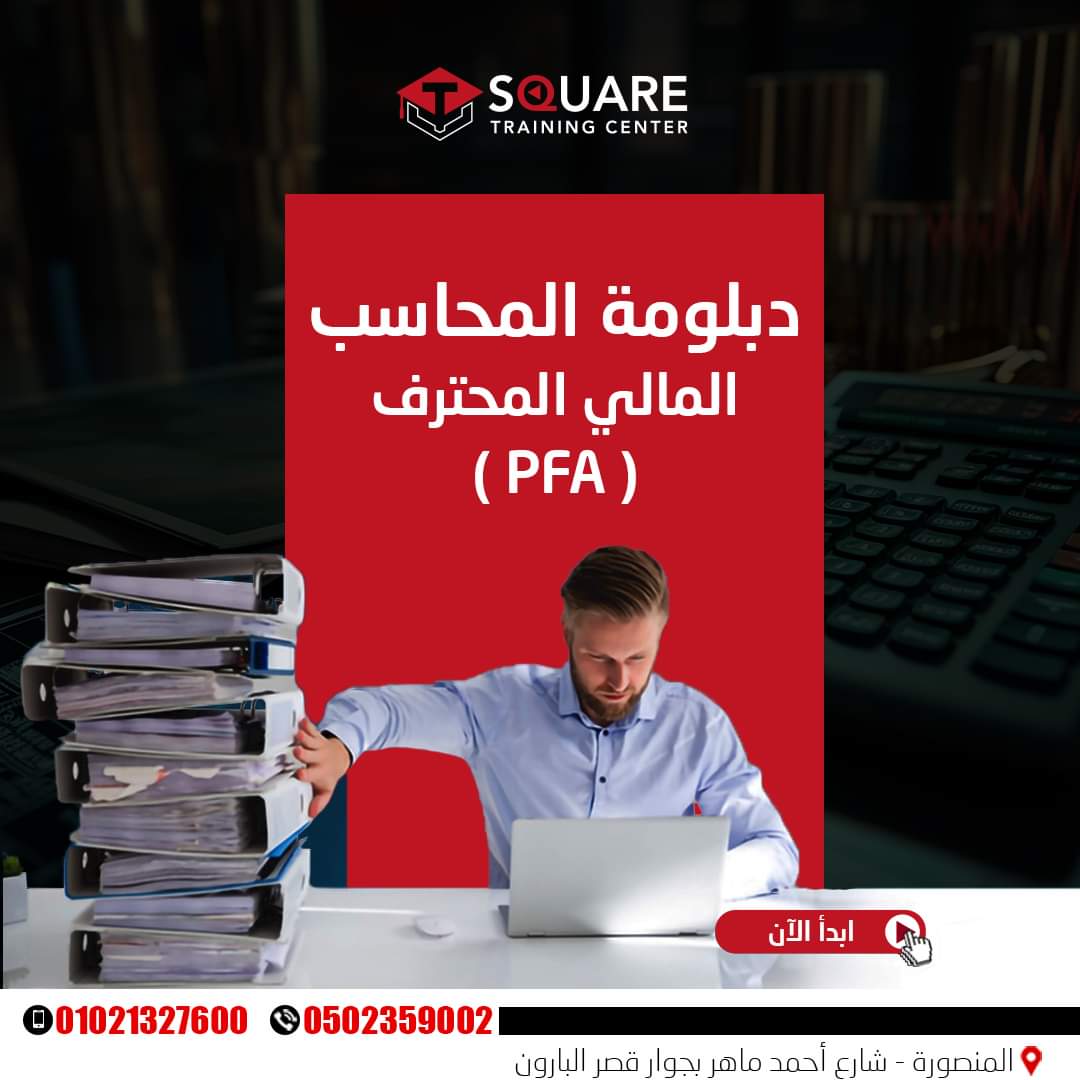 T SQUARE
TRAINING CENTER
دبلومة المحاسب
المالي المحترف
( PFA )
ابدأ الآن
01021327600 0502359002
المنصورة - شارع أحمد ماهر بجوار قصر البارون